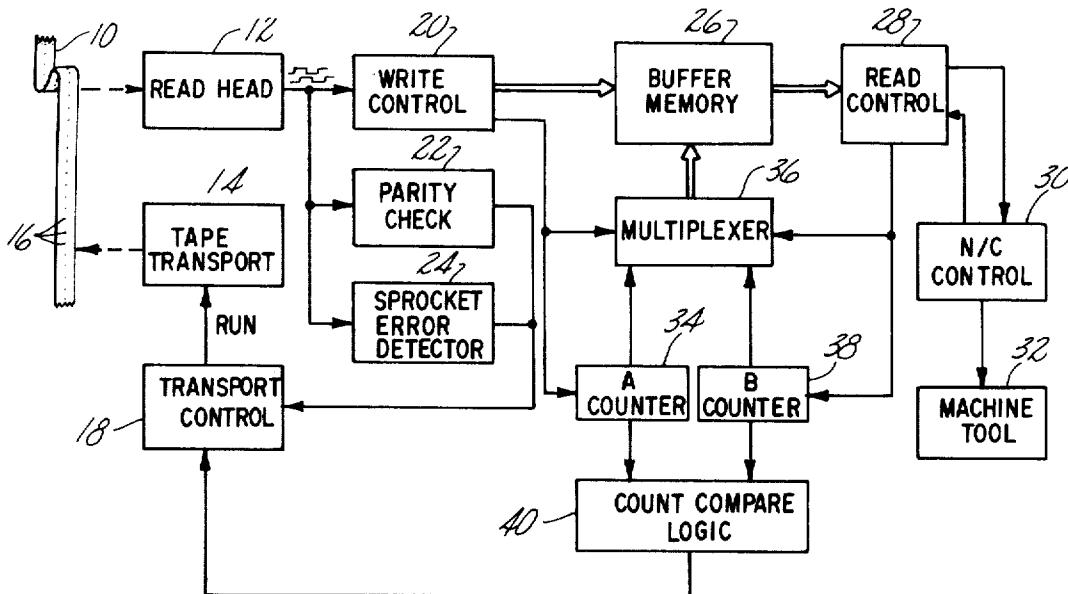 10
12
20
26
28
READ HEAD
WRITE
CONTROL
BUFFER
MEMORY
READ
CONTROL
22
PARITY
CHECK
14
TAPE
TRANSPORT
16
36
MULTIPLEXER
30
N/C
CONTROL
24
SPROCKET
ERROR
DETECTOR
RUN
34
A
COUNTER
38
B
COUNTER
32
MACHINE
TOOL
18
TRANSPORT
CONTROL
40
COUNT COMPARE
LOGIC